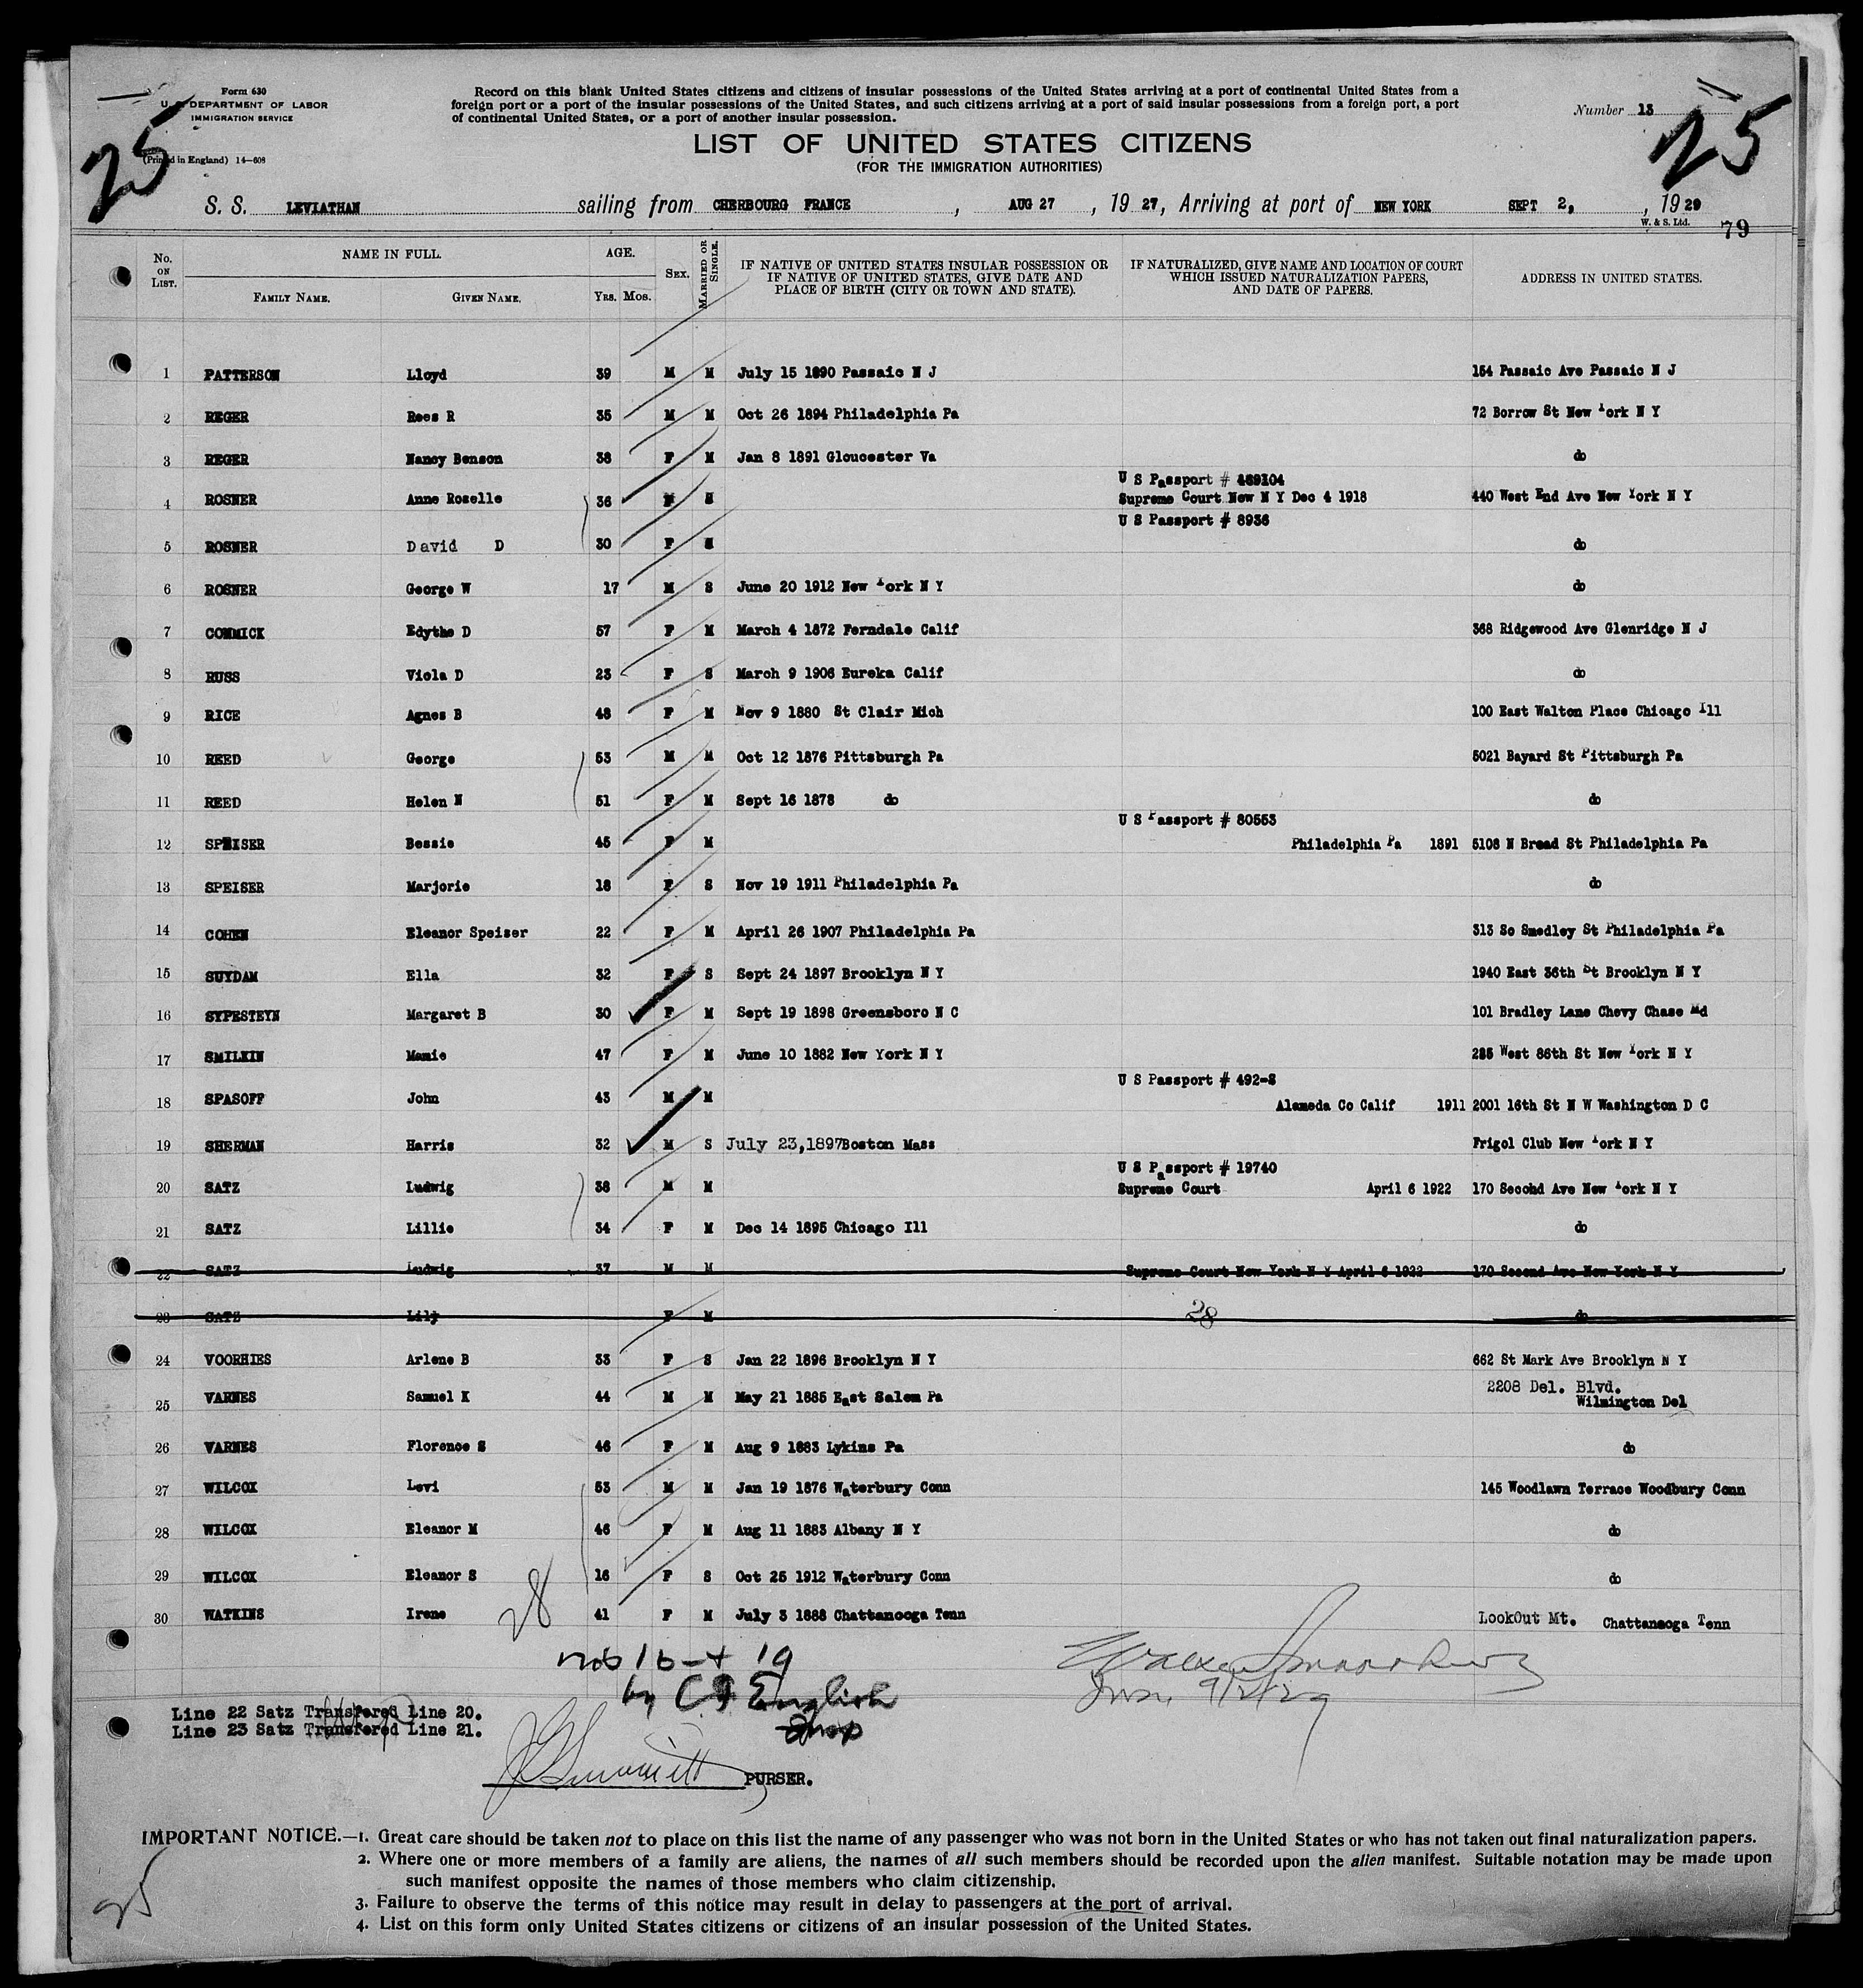 25
Form 630
U. S. DEPARTMENT OF LABOR
IMMIGRATION SERVICE
(Printed in England) 14—608
Record on this blank United States citizens and citizens of insular possessions of the United States arriving at a port of continental United States from a
foreign port or a port of the insular possessions of the United States, and such citizens arriving at a port of said insular possessions from a foreign port, a port
of continental United States, or a port of another insular possession.
Number 13
25
LIST OF UNITED STATES CITIZENS
(FOR THE IMMIGRATION AUTHORITIES)
S. S. LEVIATHAN sailing from CHERBOURG FRANCE, AUG 27, 19 27, Arriving at port of NEW YORK SEPT 2, , 19 29
W. & S. Ltd. 79
No. ON LIST. NAME IN FULL. FAMILY NAME. GIVEN NAME. AGE. YRS. MOS. SEX. MARRIED OR SINGLE. IF NATIVE OF UNITED STATES INSULAR POSSESSION OR IF NATIVE OF UNITED STATES, GIVE DATE AND PLACE OF BIRTH (CITY OR TOWN AND STATE). IF NATURALIZED, GIVE NAME AND LOCATION OF COURT WHICH ISSUED NATURALIZATION PAPERS, AND DATE OF PAPERS. ADDRESS IN UNITED STATES.
1 PATTERSON Lloyd 39 M M July 15 1890 Passaic N J 154 Passaic Ave Passaic N J
2 REGER Rees R 35 M M Oct 26 1894 Philadelphia Pa 72 Borrow St New York N Y
3 REGER Nancy Benson 38 F M Jan 8 1891 Gloucester Va do
U S Passport # 489104
4 ROSNER Anne Roselle 36 M Supreme Court New N Y Dec 4 1918 440 West End Ave New York N Y
U S Passport # 8936
5 ROSNER David D 30 F M do
6 ROSNER George W 17 M S June 20 1912 New York N Y do
7 COMMICK Edythe D 57 F M March 4 1872 Ferndale Calif 368 Ridgewood Ave Glenridge N J
8 RUSS Viola D 23 F S March 9 1906 Eureka Calif do
9 RICE Agnes B 48 F M Nov 9 1880 St Clair Mich 100 East Walton Place Chicago Ill
10 REED George 53 M M Oct 12 1876 Pittsburgh Pa 5021 Bayard St Pittsburgh Pa
11 REED Helen N 51 F M Sept 16 1878 do do
U S Passport # 80553
12 SPEISER Bessie 45 F M Philadelphia Pa 1891 5108 N Broad St Philadelphia Pa
13 SPEISER Marjorie 18 F S Nov 19 1911 Philadelphia Pa do
14 COHEN Eleanor Speiser 22 F M April 26 1907 Philadelphia Pa 313 So Smedley St Philadelphia Pa
15 SUYDAM Ella 32 F S Sept 24 1897 Brooklyn N Y 1940 East 36th St Brooklyn N Y
16 SYPESTEYN Margaret B 30 F M Sept 19 1898 Greensboro N C 101 Bradley Lane Chevy Chase Md
17 SMILKIN Mamie 47 F M June 10 1882 New York N Y 285 West 86th St New York N Y
U S Passport # 492-S
18 SPASOFF John 43 M M Alameda Co Calif 1911 2001 16th St N W Washington D C
19 SHERMAN Harris 32 M S July 23,1897 Boston Mass Frigol Club New York N Y
U S Passport # 19740
20 SATZ Ludwig 38 M M Supreme Court April 6 1922 170 Second Ave New York N Y
21 SATZ Lillie 34 F M Dec 14 1895 Chicago Ill do
22 SATZ Ludwig 37 M M Supreme Court New York N Y April 6 1922 170 Second Ave New York N Y
23 SATZ Lily F M 28 do
24 VOORHIES Arlene B 33 F S Jan 22 1896 Brooklyn N Y 662 St Mark Ave Brooklyn N Y
25 VARNES Samuel K 44 M M May 21 1885 East Salem Pa 2208 Del. Blvd. Wilmington Del
26 VARNES Florence S 46 F M Aug 9 1883 Lykins Pa do
27 WILCOX Levi 53 M M Jan 19 1876 Waterbury Conn 145 Woodlawn Terrace Woodbury Conn
28 WILCOX Eleanor M 46 F M Aug 11 1883 Albany N Y do
29 WILCOX Eleanor S 16 F S Oct 25 1912 Waterbury Conn do
30 WATKINS Irene 41 F M July 3 1888 Chattanooga Tenn LookOut Mt. Chattanooga Tenn
28
nos 16 + 19
by C I English
Insp
9/2/29
Line 22 Satz Transfered Line 20.
Line 23 Satz Transfered Line 21.
PURSER.
IMPORTANT NOTICE.—1. Great care should be taken not to place on this list the name of any passenger who was not born in the United States or who has not taken out final naturalization papers.
2. Where one or more members of a family are aliens, the names of all such members should be recorded upon the alien manifest. Suitable notation may be made upon
such manifest opposite the names of those members who claim citizenship.
3. Failure to observe the terms of this notice may result in delay to passengers at the port of arrival.
4. List on this form only United States citizens or citizens of an insular possession of the United States.
25